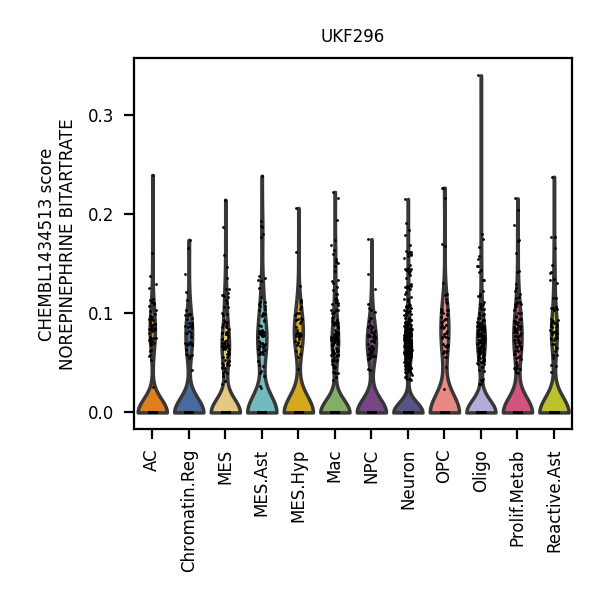 UKF296
CHEMBL1434513 score
NOREPINEPHRINE BITARTRATE
0.3
0.2
0.1
0.0
AC
Chromatin.Reg
MES
MES.Ast
MES.Hyp
Mac
NPC
Neuron
OPC
Oligo
Prolif.Metab
Reactive.Ast